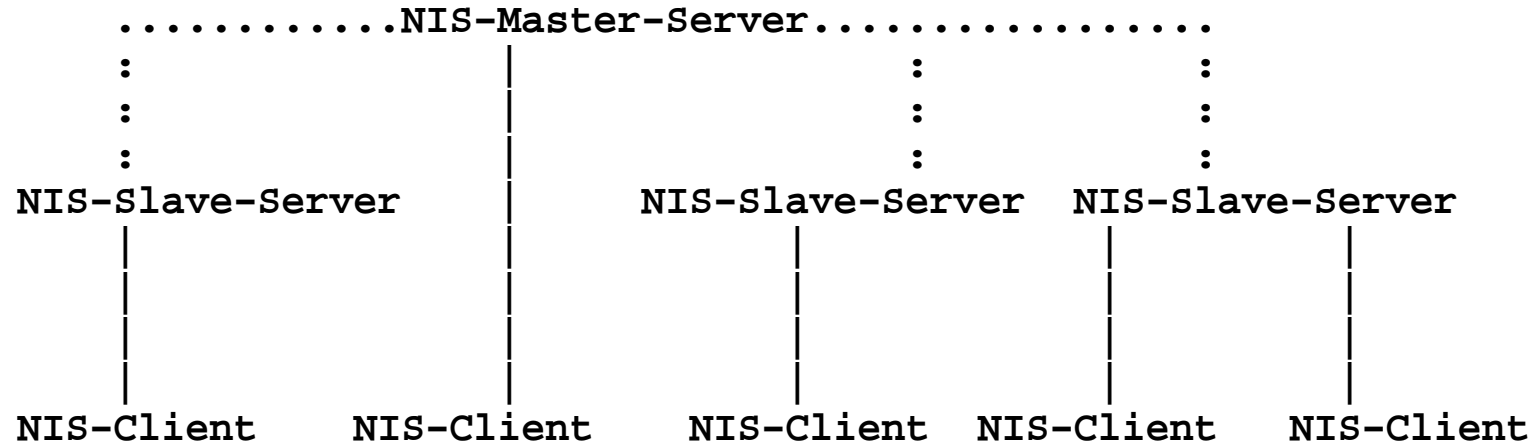 NIS-Master-Server
NIS-Slave-Server NIS-Slave-Server NIS-Slave-Server
NIS-Client NIS-Client NIS-Client NIS-Client NIS-Client